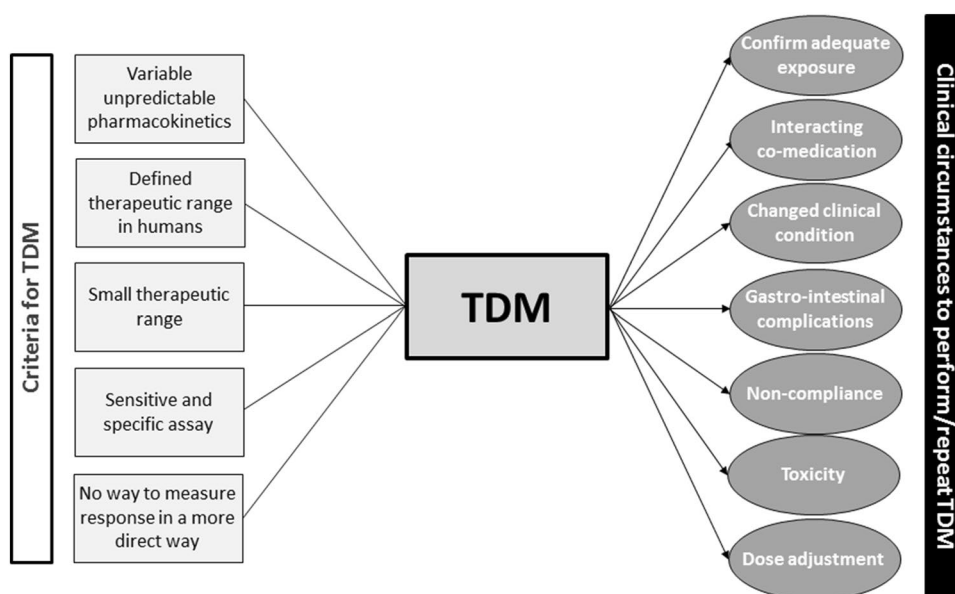 Criteria for TDM
Variable
unpredictable
pharmacokinetics
Defined
therapeutic range
in humans
Small therapeutic
range
Sensitive and
specific assay
No way to measure
response in a more
direct way
TDM
Confirm adequate
exposure
Interacting
co-medication
Changed clinical
condition
Gastro-intestinal
complications
Non-compliance
Toxicity
Dose adjustment
Clinical circumstances to perform/repeat TDM